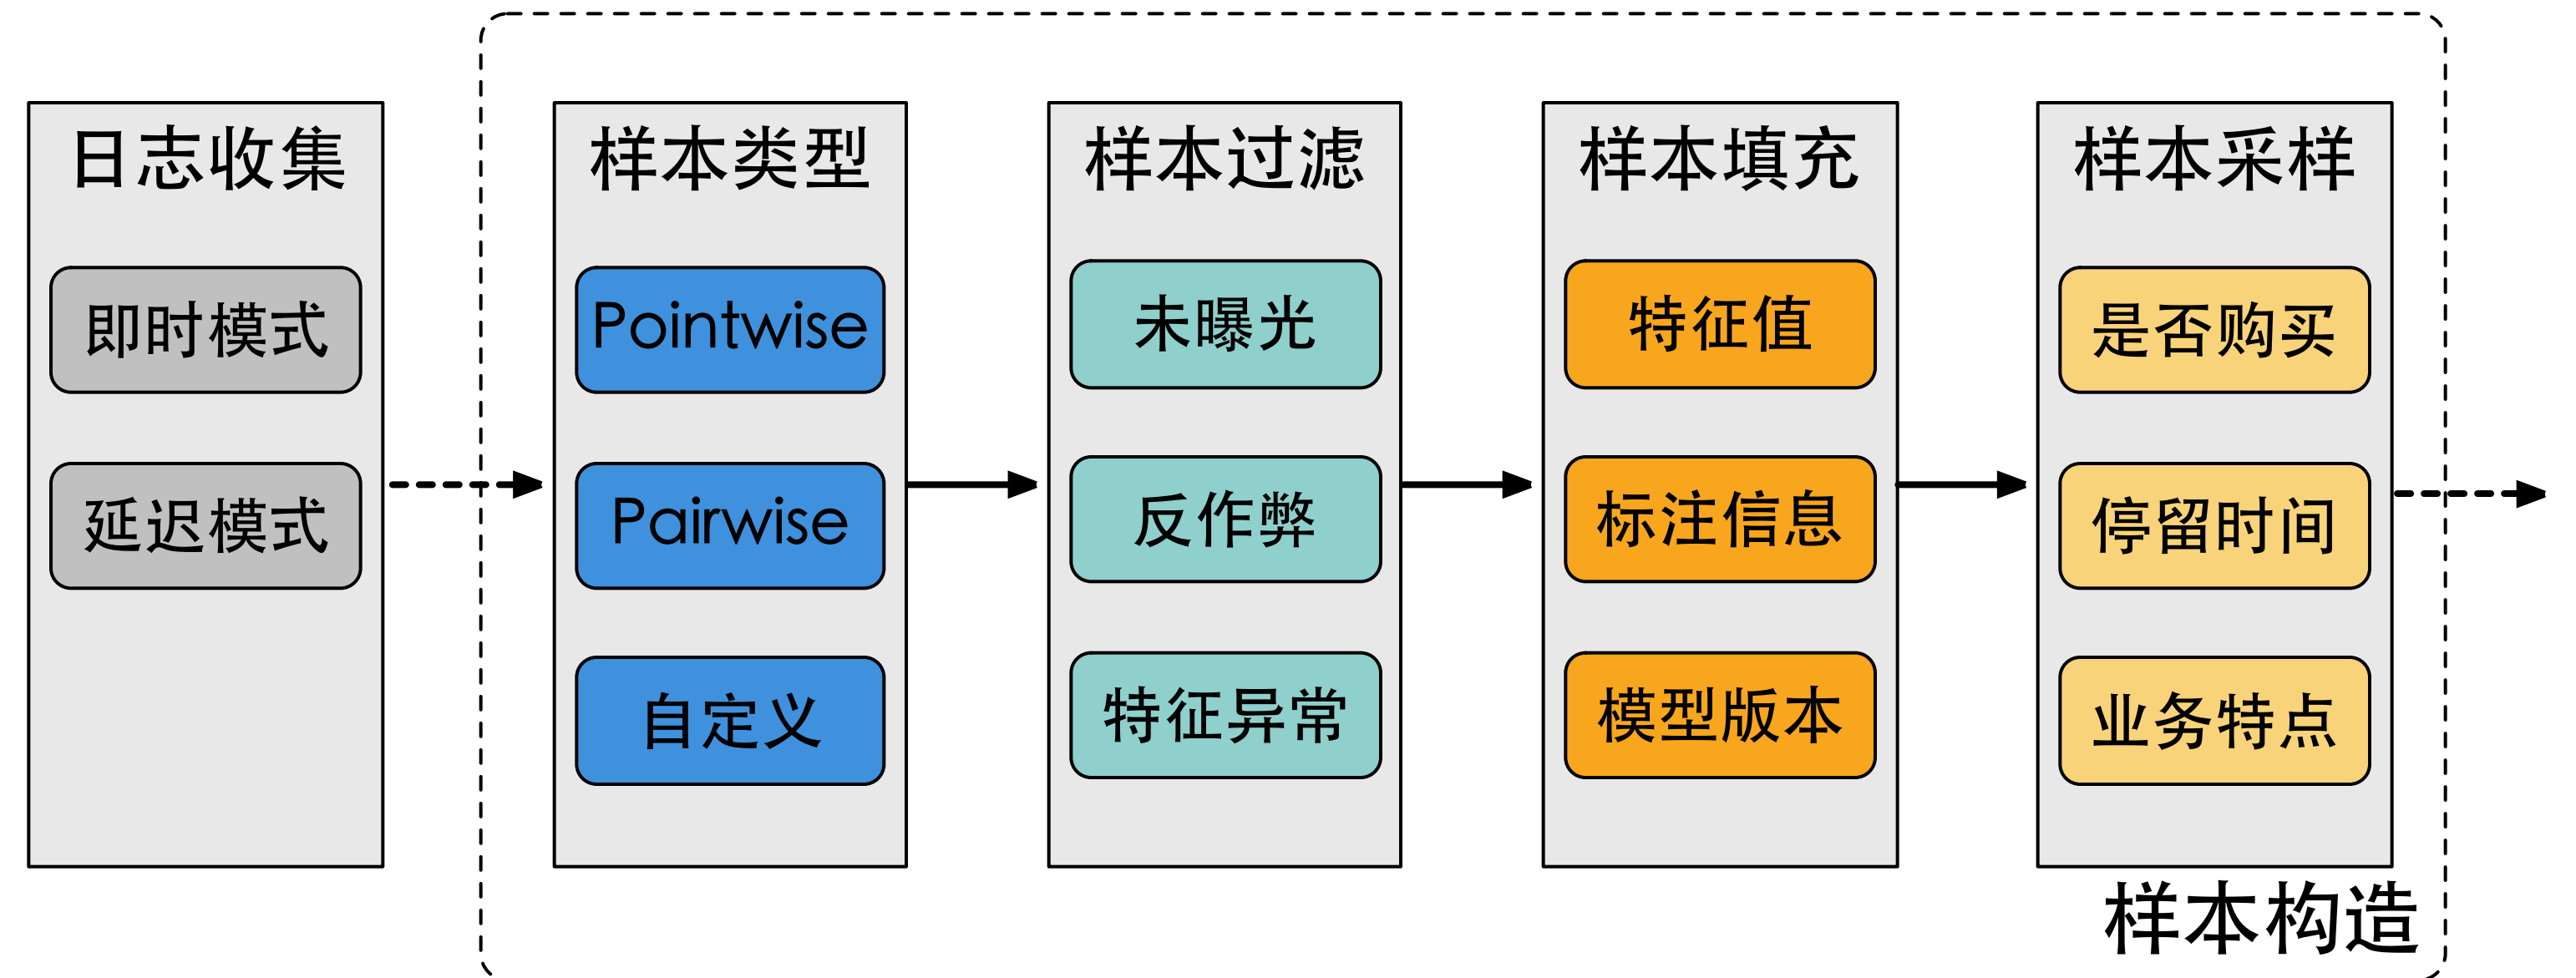 日志收集
即时模式
延迟模式
样本类型
Pointwise
Pairwise
自定义
样本过滤
未曝光
反作弊
特征异常
样本填充
特征值
标注信息
模型版本
样本采样
是否购买
停留时间
业务特点
样本构造